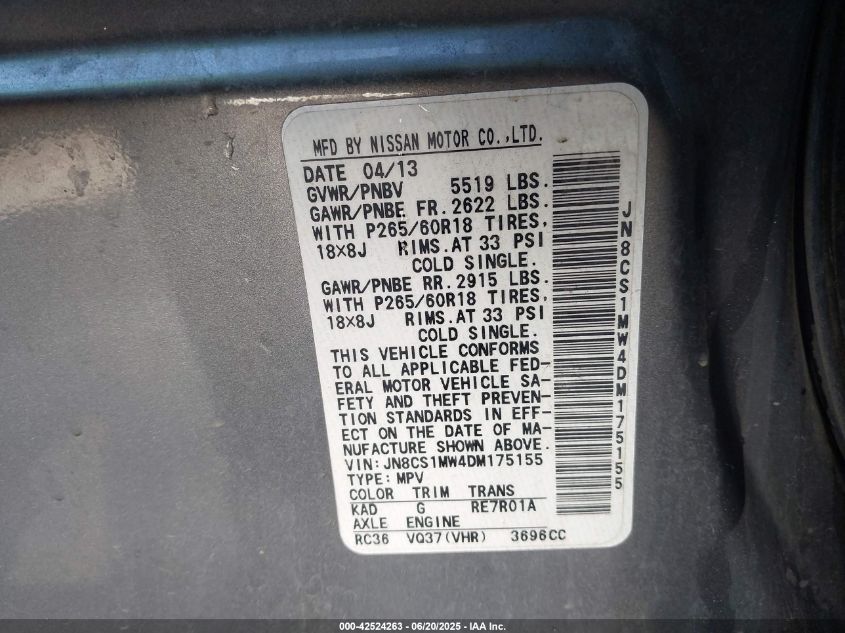 MFD BY NISSAN MOTOR CO.,LTD.
DATE 04/13
GVWR/PNBV 5519 LBS.
GAWR/PNBE FR.2622 LBS.
WITH P265/60R18 TIRES,
18×8J RIMS.AT 33 PSI
COLD SINGLE.
GAWR/PNBE RR.2915 LBS.
WITH P265/60R18 TIRES,
18×8J RIMS.AT 33 PSI
COLD SINGLE.
THIS VEHICLE CONFORMS
TO ALL APPLICABLE FED-
ERAL MOTOR VEHICLE SA-
FETY AND THEFT PREVEN-
TION STANDARDS IN EFF-
ECT ON THE DATE OF MA-
NUFACTURE SHOWN ABOVE.
VIN:JN8CS1MW4DM175155
TYPE:MPV
COLOR TRIM TRANS
KAD G RE7R01A
AXLE ENGINE
RC36 VQ37(VHR) 3696CC
JN8CS1MW4DM175155
000-42524263 - 06/20/2025 - IAA Inc.